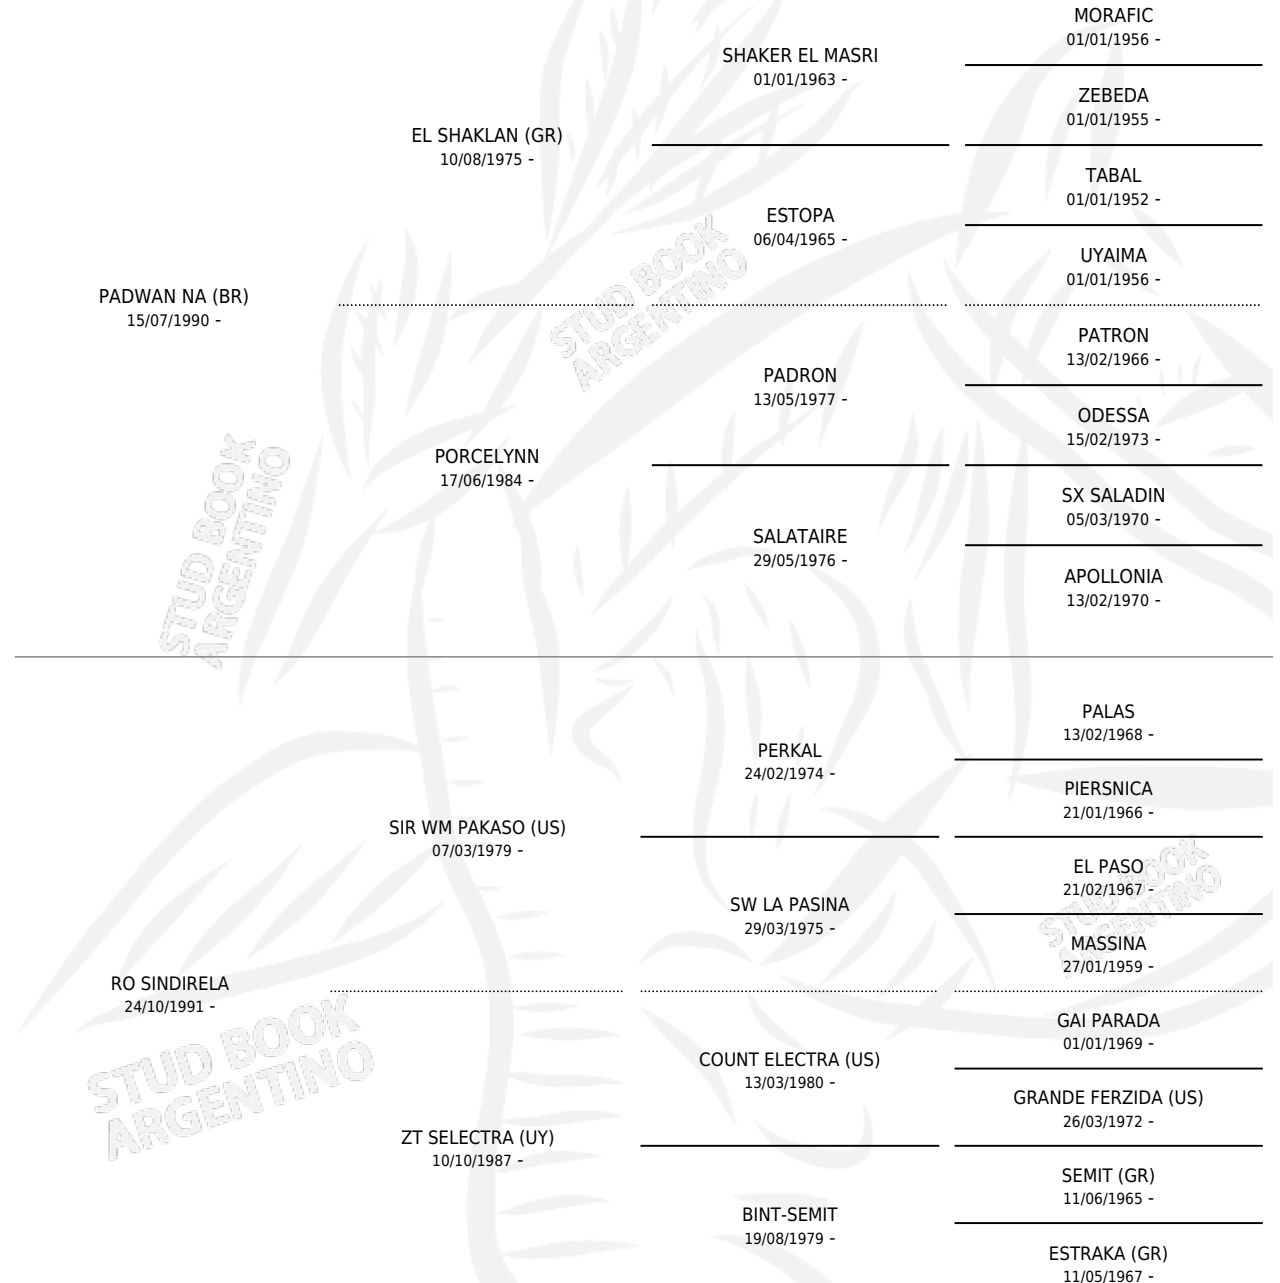 MORAFIC
01/01/1956 -
SHAKER EL MASRI
01/01/1963 -
ZEBEDA
01/01/1955 -
EL SHAKLAN (GR)
10/08/1975 -
TABAL
01/01/1952 -
ESTOPA
06/04/1965 -
UYAIMA
01/01/1956 -
PADWAN NA (BR)
15/07/1990 -
STUD BOOK
ARGENTINO
PATRON
13/02/1966 -
PADRON
13/05/1977 -
ODESSA
15/02/1973 -
PORCELYNN
17/06/1984 -
SX SALADIN
05/03/1970 -
SALATAIRE
29/05/1976 -
APOLLONIA
13/02/1970 -
STUD BOOK
ARGENTINO
PALAS
13/02/1968 -
PERKAL
24/02/1974 -
PIERSNICA
21/01/1966 -
SIR WM PAKASO (US)
07/03/1979 -
EL PASO
21/02/1967 -
SW LA PASINA
29/03/1975 -
MASSINA
27/01/1959 -
STUD BOOK
ARGENTINO
RO SINDIRELA
24/10/1991 -
GAI PARADA
01/01/1969 -
COUNT ELECTRA (US)
13/03/1980 -
GRANDE FERZIDA (US)
26/03/1972 -
STUD BOOK
ARGENTINO
ZT SELECTRA (UY)
10/10/1987 -
SEMIT (GR)
11/06/1965 -
BINT-SEMIT
19/08/1979 -
ESTRAKA (GR)
11/05/1967 -